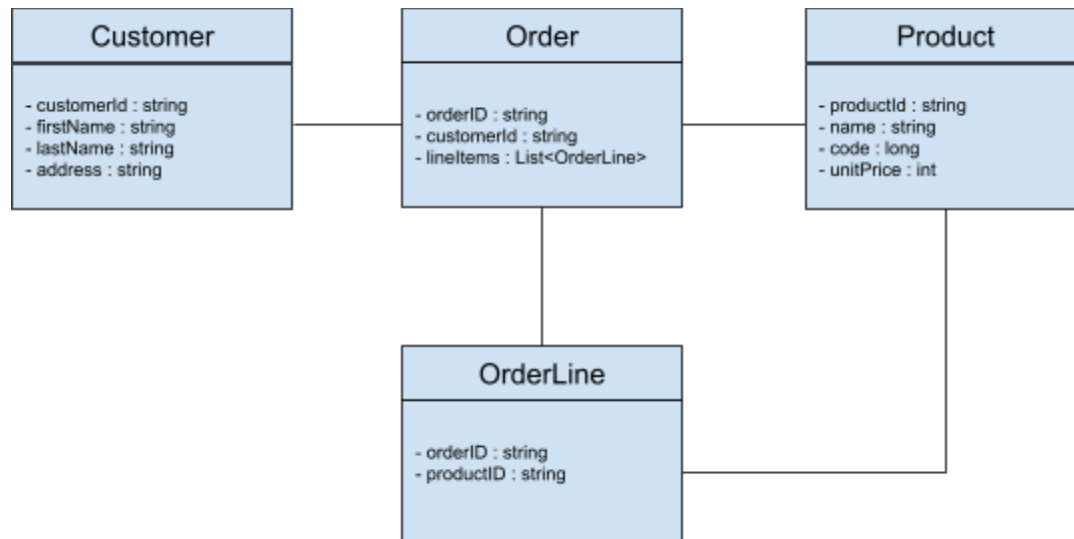 Customer
- customerId : string
- firstName : string
- lastName : string
- address : string
Order
- orderID : string
- customerId : string
- lineItems : List<OrderLine>
Product
- productId : string
- name : string
- code : long
- unitPrice : int
OrderLine
- orderID : string
- productID : string